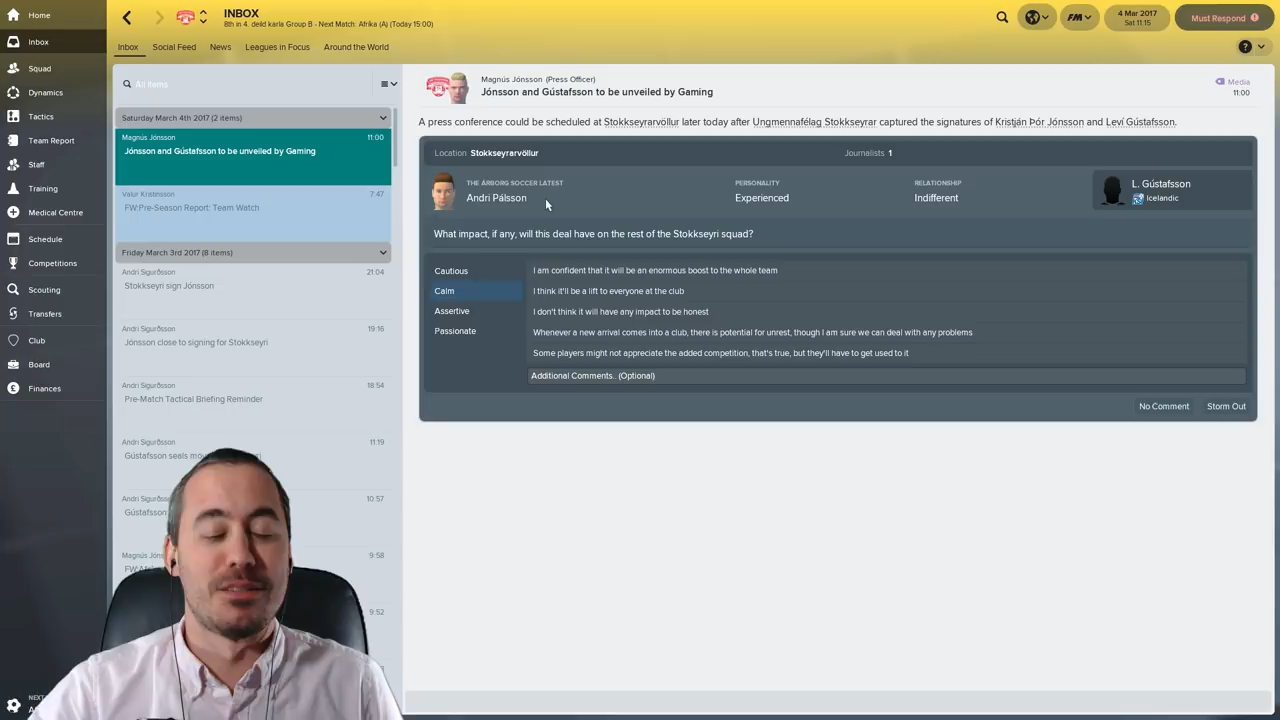 Home
INBOX
8th in 4. deild karla Group B - Next Match: Afrika (A) (Today 15:00)
FM
4 Mar 2017
Sat 11:15
Must Respond
Inbox
Squad
Dynamics
Tactics
Team Report
Staff
Training
Medical Centre
Schedule
Competitions
Scouting
Transfers
Club
Board
Finances
NEXT
Inbox
Social Feed
News
Leagues in Focus
Around the World
?
All Items
Saturday March 4th 2017 (2 items)
Magnús Jónsson 11:00
Jónsson and Gústafsson to be unveiled by Gaming
Valur Kristinsson 7:47
FW:Pre-Season Report: Team Watch
Friday March 3rd 2017 (8 items)
Andri Sigurðsson 21:04
Stokkseyri sign Jónsson
Andri Sigurðsson 19:16
Jónsson close to signing for Stokkseyri
Andri Sigurðsson 18:54
Pre-Match Tactical Briefing Reminder
Andri Sigurðsson 11:19
Gústafsson seals
Andri Sigurðsson 10:57
Gústafsson
Magnús Jónsson 9:58
9:52
Magnús Jónsson (Press Officer)
Jónsson and Gústafsson to be unveiled by Gaming
Media
11:00
A press conference could be scheduled at Stokkseyrarvöllur later today after Ungmennafélag Stokkseyrar captured the signatures of Kristján Þór Jónsson and Leví Gústafsson.
Location Stokkseyrarvöllur
Journalists 1
THE ÁRBORG SOCCER LATEST
Andri Pálsson
PERSONALITY
Experienced
RELATIONSHIP
Indifferent
L. Gústafsson
Icelandic
What impact, if any, will this deal have on the rest of the Stokkseyri squad?
Cautious
Calm
Assertive
Passionate
I am confident that it will be an enormous boost to the whole team
I think it'll be a lift to everyone at the club
I don't think it will have any impact to be honest
Whenever a new arrival comes into a club, there is potential for unrest, though I am sure we can deal with any problems
Some players might not appreciate the added competition, that's true, but they'll have to get used to it
Additional Comments.. (Optional)
No Comment
Storm Out